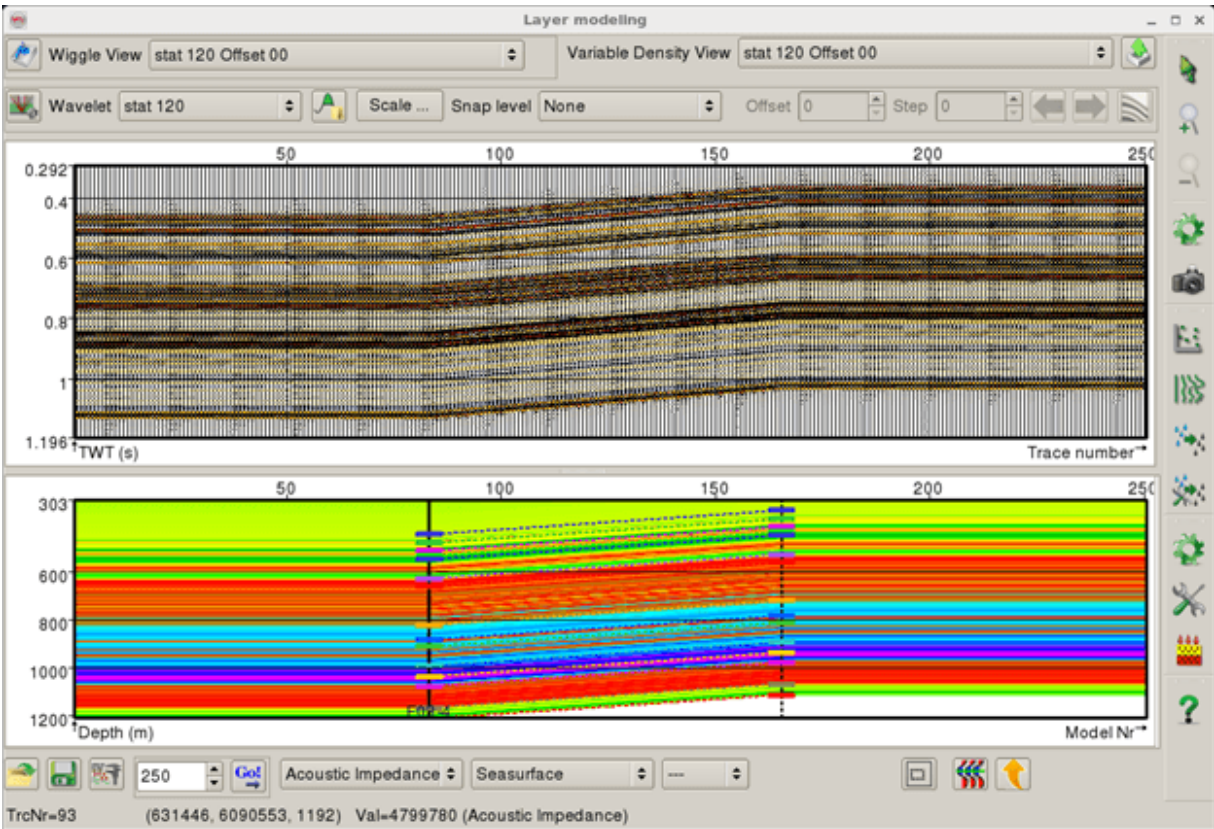 Layer modeling
Wiggle View stat 120 Offset 00 Variable Density View stat 120 Offset 00
Wavelet stat 120 Scale ... Snap level None Offset 0 Step 0
50 100 150 200 250
0.292
0.4
0.6
0.8
1
1.196
TWT (s) Trace number
50 100 150 200 250
303
600
800
1000
1200
Depth (m) Model Nr
250 Go! Acoustic Impedance Seasurface ---
TrcNr=93 (631446, 6090553, 1192) Val=4799780 (Acoustic Impedance)